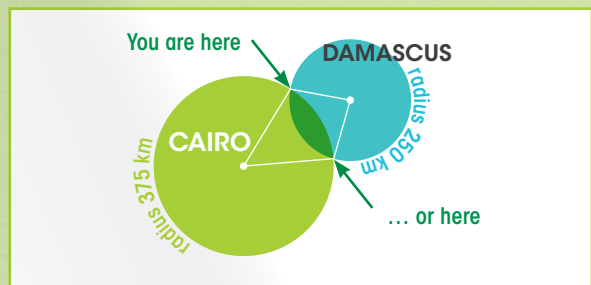 You are here
DAMASCUS
radius 250 km
CAIRO
radius 375 km
… or here